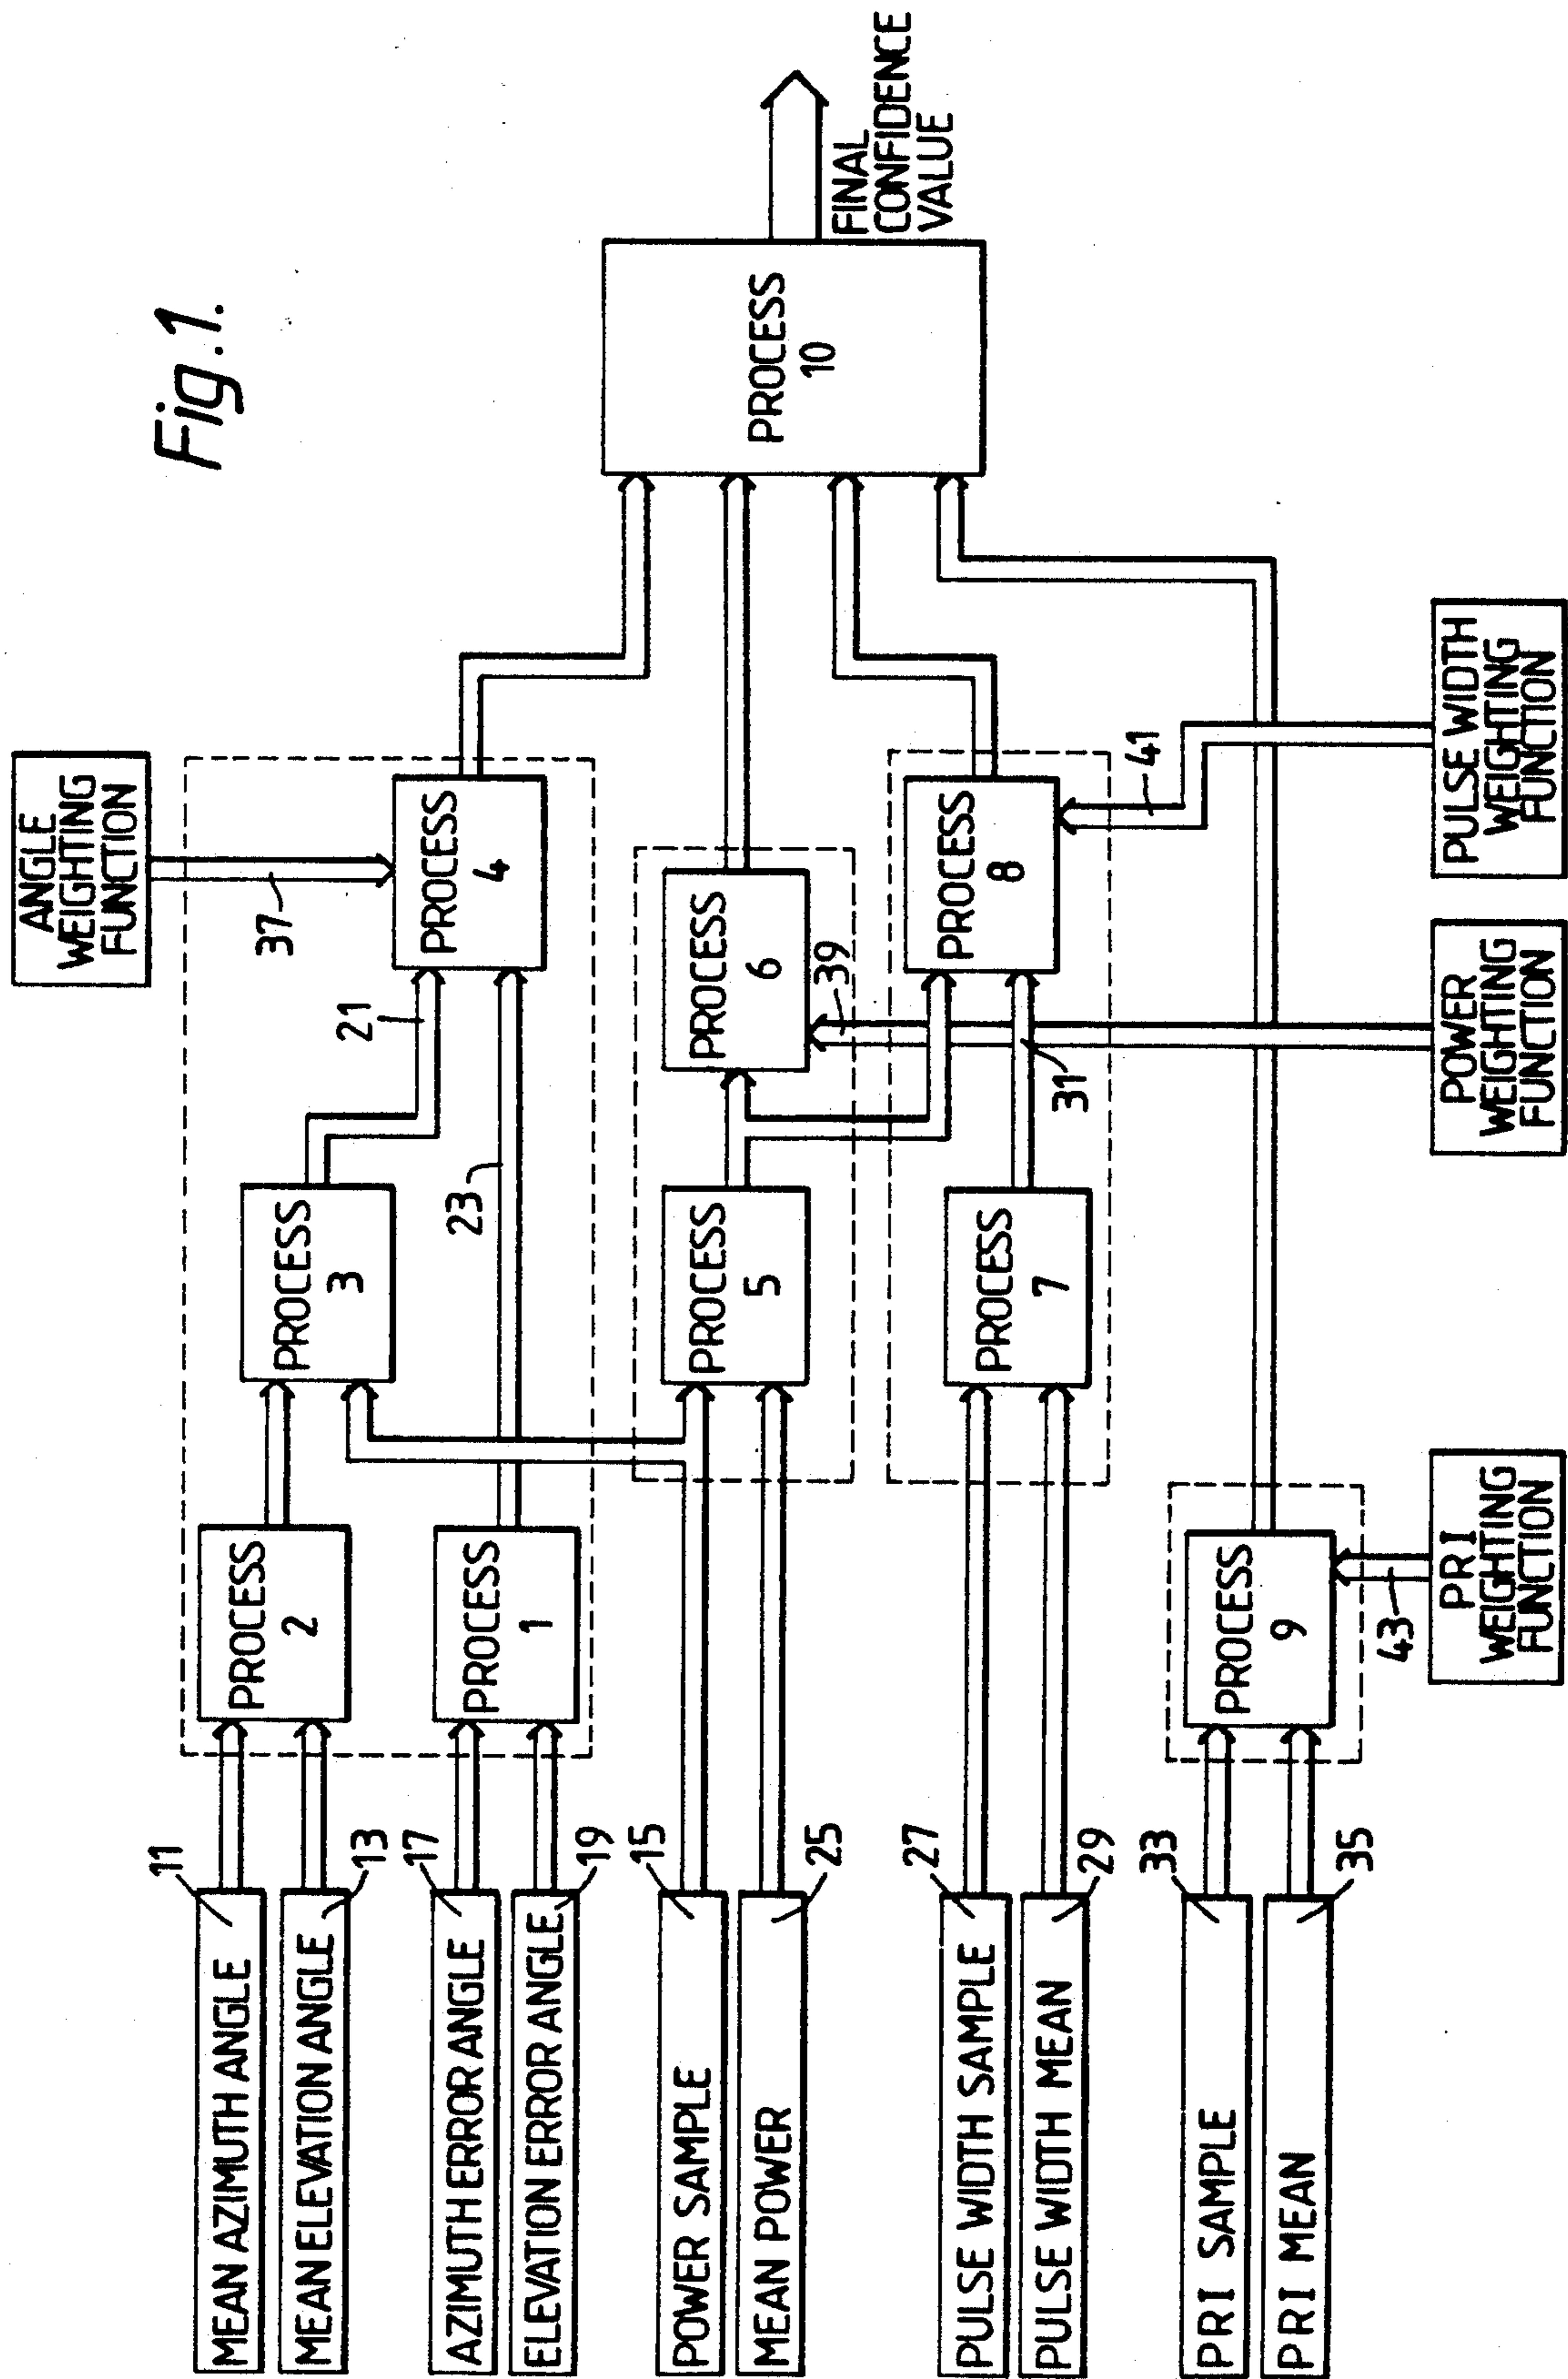 Fig.1.
ANGLE
WEIGHTING
FUNCTION
37
MEAN AZIMUTH ANGLE
11
MEAN ELEVATION ANGLE
13
AZIMUTH ERROR ANGLE
17
ELEVATION ERROR ANGLE
19
POWER SAMPLE
15
MEAN POWER
25
PULSE WIDTH SAMPLE
27
PULSE WIDTH MEAN
29
PRI SAMPLE
33
PRI MEAN
35
PROCESS
2
PROCESS
1
PROCESS
3
21
23
PROCESS
4
PROCESS
5
PROCESS
6
39
PROCESS
7
31
PROCESS
8
41
PROCESS
9
43
PROCESS
10
FINAL
CONFIDENCE
VALUE
PRI
WEIGHTING
FUNCTION
POWER
WEIGHTING
FUNCTION
PULSE WIDTH
WEIGHTING
FUNCTION